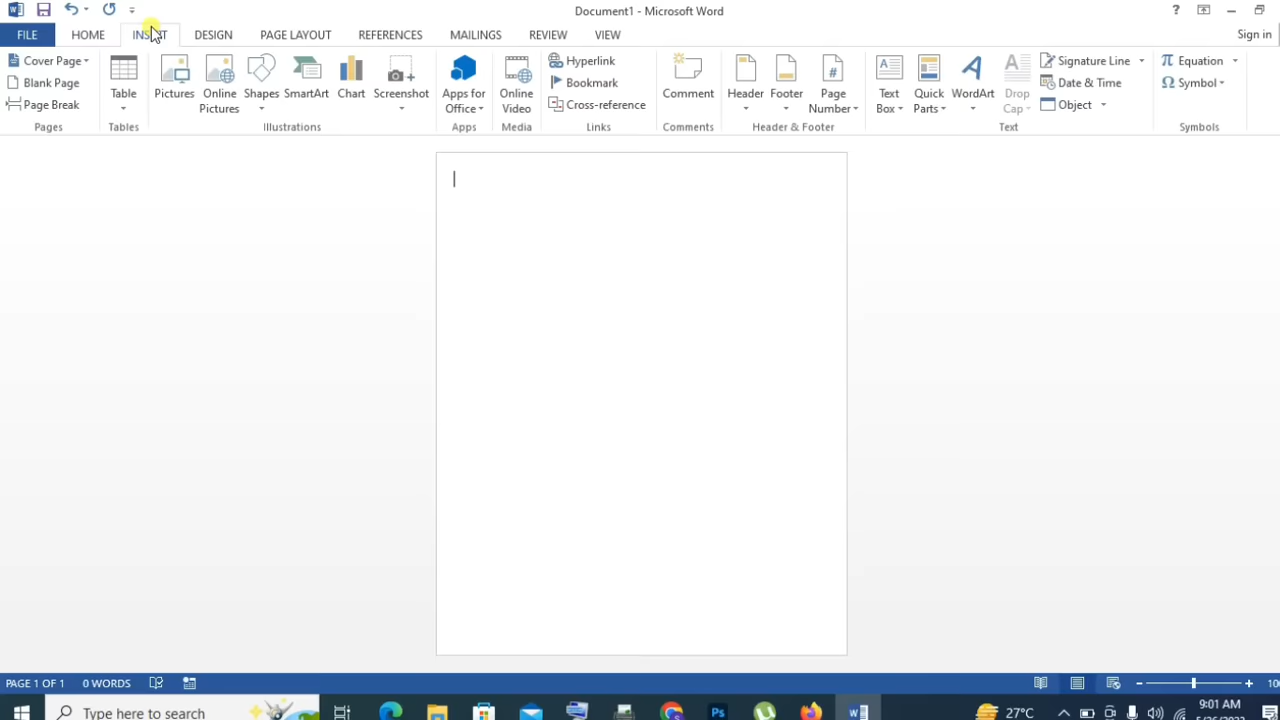 Document1 - Microsoft Word
FILE HOME INSERT DESIGN PAGE LAYOUT REFERENCES MAILINGS REVIEW VIEW Sign in
Cover Page
Blank Page
Page Break
Pages
Table
Tables
Pictures
Online
Pictures
Shapes
SmartArt
Chart
Screenshot
Illustrations
Apps for
Office
Apps
Online
Video
Media
Hyperlink
Bookmark
Cross-reference
Links
Comment
Comments
Header
Footer
Page
Number
Header & Footer
Text
Box
Quick
Parts
WordArt
Drop
Cap
Signature Line
Date & Time
Object
Text
Equation
Symbol
Symbols
PAGE 1 OF 1 0 WORDS
Type here to search
27°C
9:01 AM